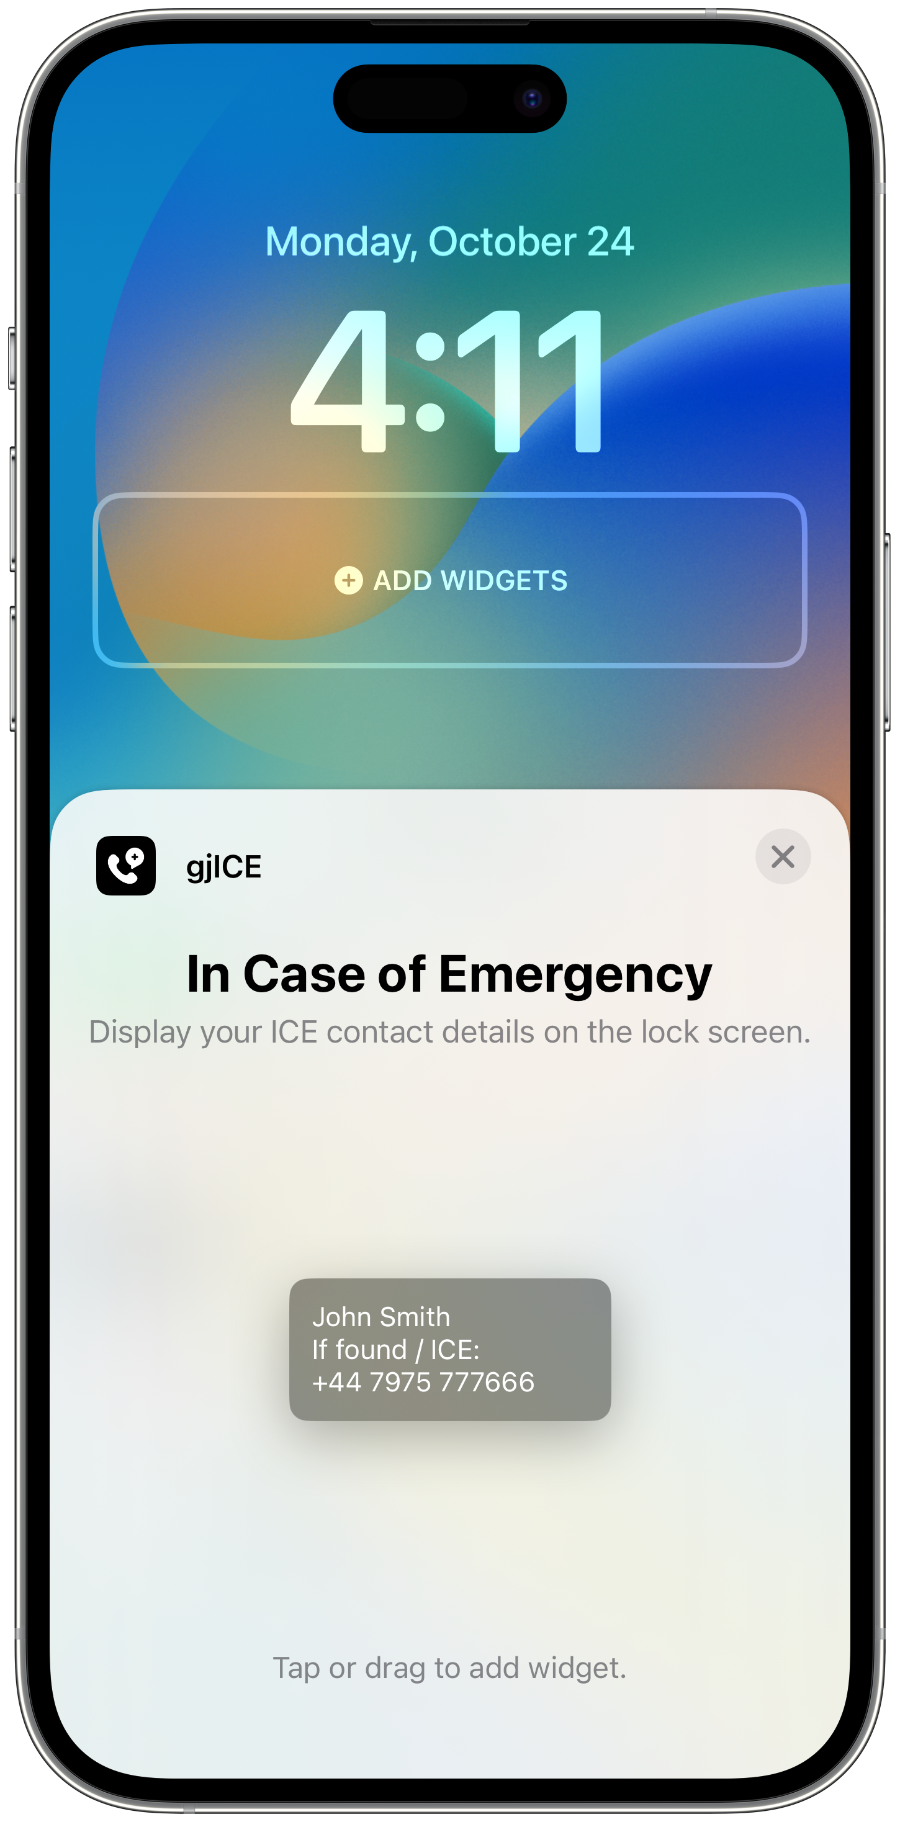 Monday, October 24
4:11
ADD WIDGETS
gjICE
In Case of Emergency
Display your ICE contact details on the lock screen.
John Smith
If found / ICE:
+44 7975 777666
Tap or drag to add widget.